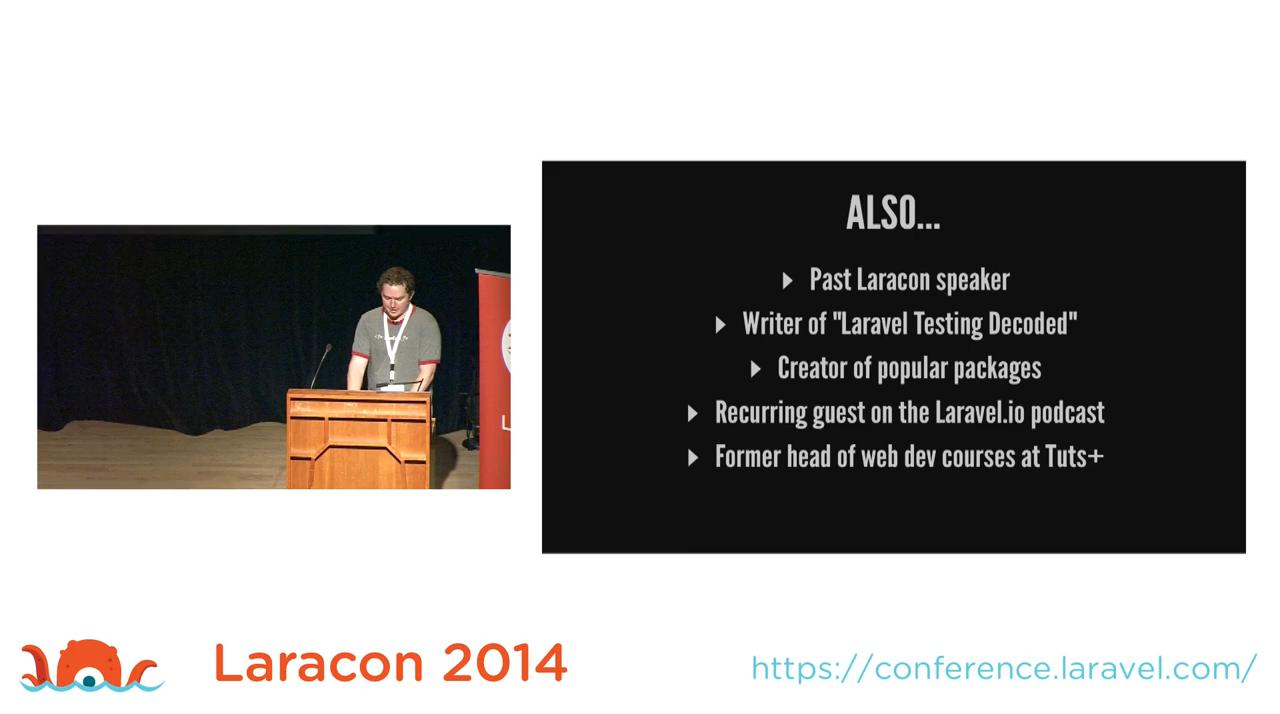 ALSO...
Past Laracon speaker
Writer of "Laravel Testing Decoded"
Creator of popular packages
Recurring guest on the Laravel.io podcast
Former head of web dev courses at Tuts+
Laracon 2014
https://conference.laravel.com/